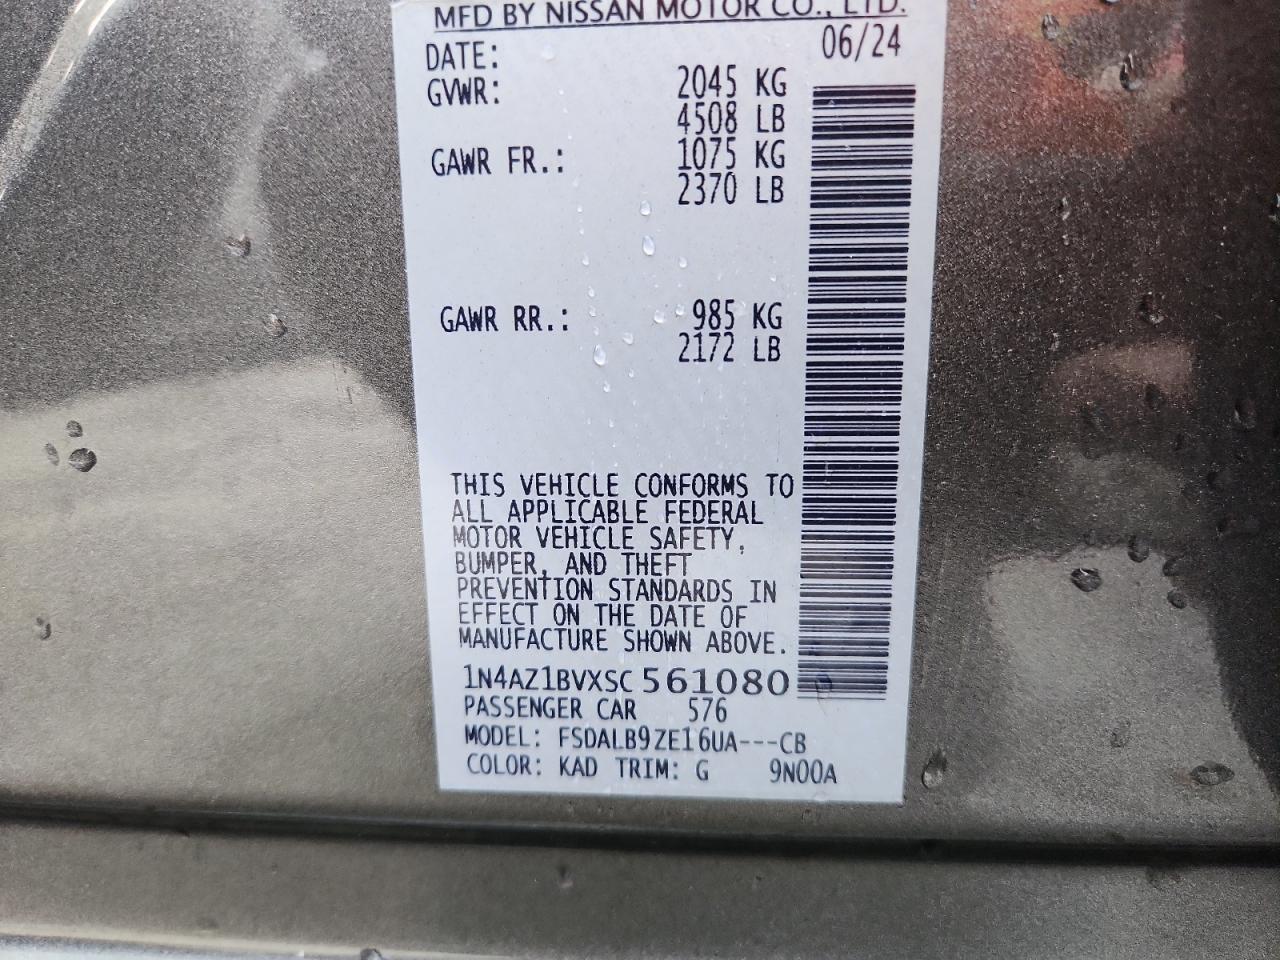 MFD BY NISSAN MOTOR CO., LTD.
DATE: 06/24
GVWR: 2045 KG
4508 LB
GAWR FR.: 1075 KG
2370 LB
GAWR RR.: 985 KG
2172 LB
THIS VEHICLE CONFORMS TO
ALL APPLICABLE FEDERAL
MOTOR VEHICLE SAFETY,
BUMPER, AND THEFT
PREVENTION STANDARDS IN
EFFECT ON THE DATE OF
MANUFACTURE SHOWN ABOVE.
1N4AZ1BVXSC561080
PASSENGER CAR 576
MODEL: FSDALB9ZE16UA---CB
COLOR: KAD TRIM: G 9N00A